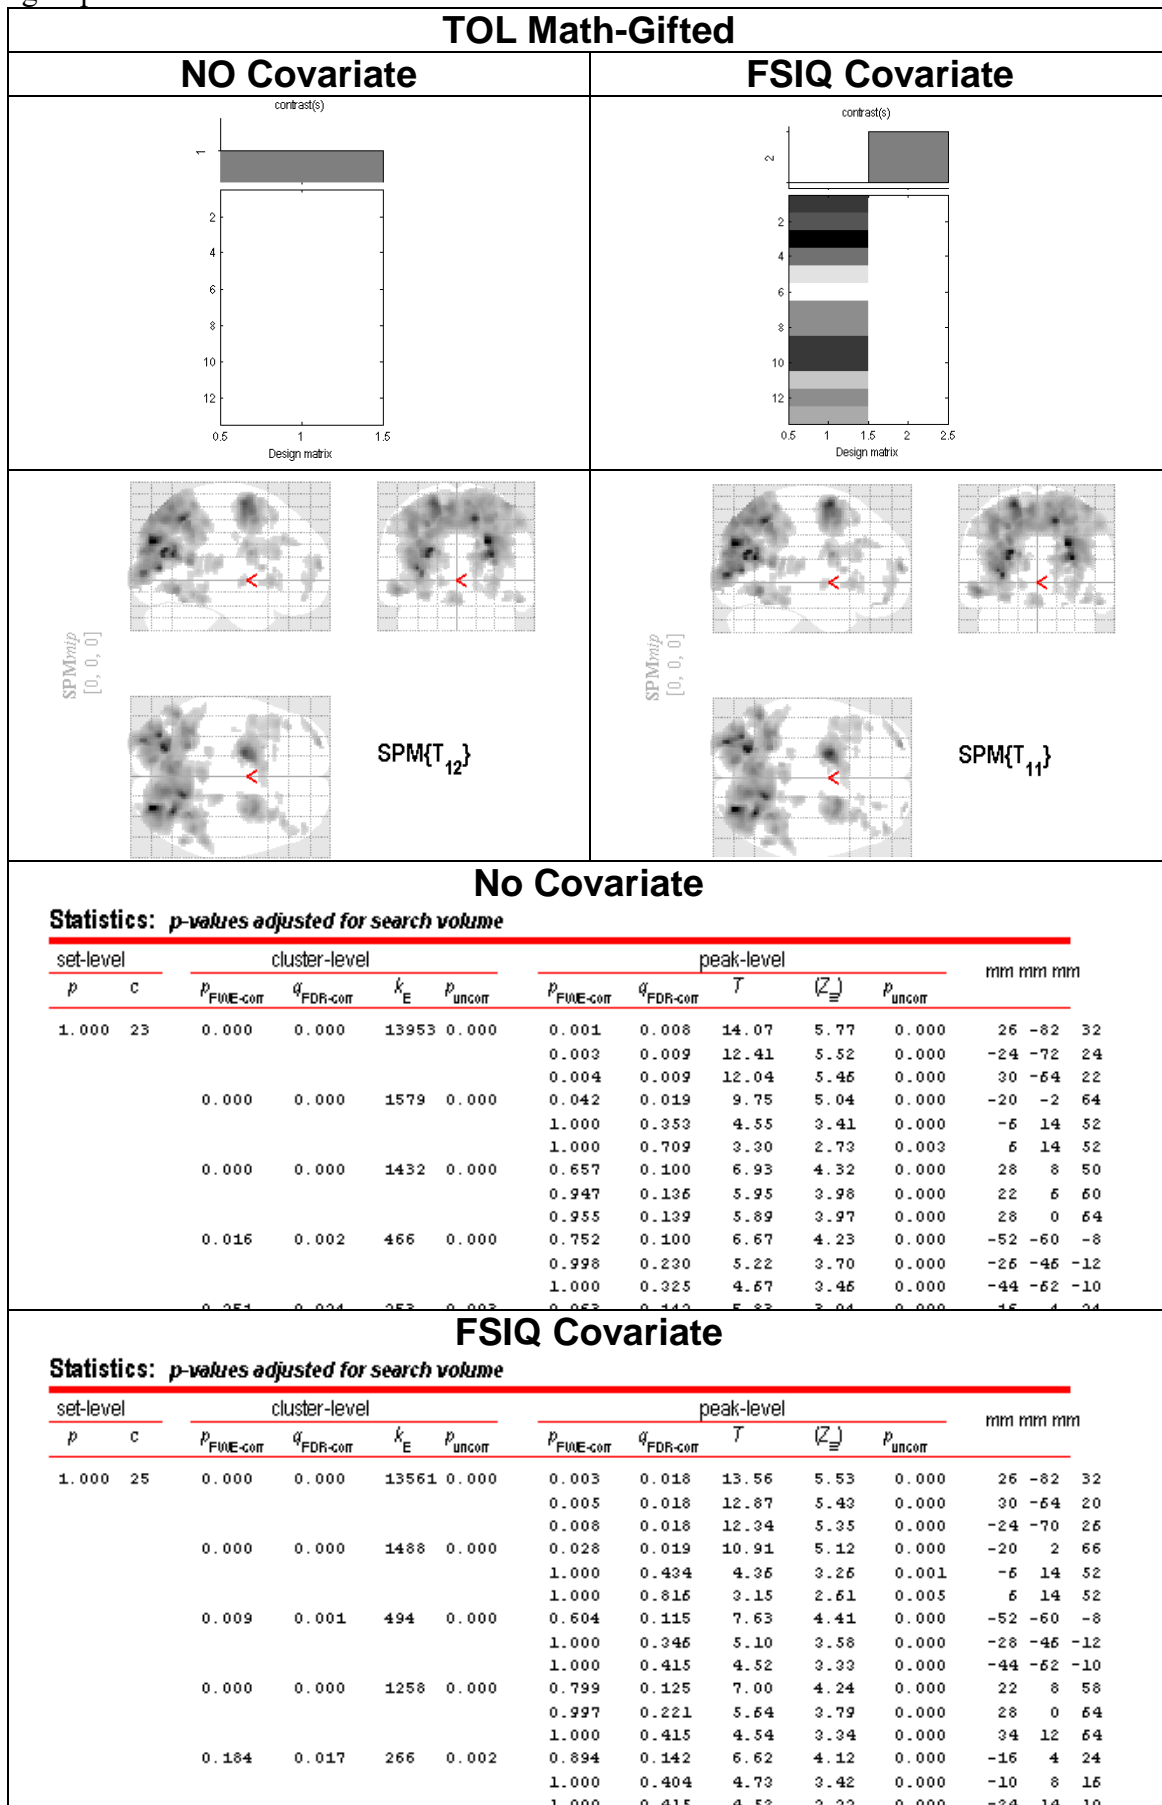 TOL Math-Gifted
NO Covariate FSIQ Covariate
contrast(s) contrast(s)
1 2
2 2
4 4
6 6
8 8
10 10
12 12
0.5 1 1.5 0.5 1 1.5 2 2.5
Design matrix Design matrix
SPMmip [0, 0, 0] SPMmip [0, 0, 0]
< < < <
< <
SPM{T12} SPM{T11}
No Covariate
Statistics: p-values adjusted for search volume
set-level cluster-level peak-level mm mm mm
p c pFWE-corr qFDR-corr kE puncorr pFWE-corr qFDR-corr T (Z≡) puncorr
1.000 23 0.000 0.000 13953 0.000 0.001 0.008 14.07 5.77 0.000 26 -82 32
0.003 0.009 12.41 5.52 0.000 -24 -72 24
0.004 0.009 12.04 5.46 0.000 30 -64 22
0.000 0.000 1579 0.000 0.042 0.019 9.75 5.04 0.000 -20 -2 64
1.000 0.353 4.55 3.41 0.000 -6 14 52
1.000 0.709 3.30 2.73 0.003 6 14 52
0.000 0.000 1432 0.000 0.657 0.100 6.93 4.32 0.000 28 8 50
0.947 0.136 5.95 3.98 0.000 22 6 60
0.955 0.139 5.89 3.97 0.000 28 0 64
0.016 0.002 466 0.000 0.752 0.100 6.67 4.23 0.000 -52 -60 -8
0.998 0.230 5.22 3.70 0.000 -26 -46 -12
1.000 0.325 4.67 3.46 0.000 -44 -62 -10
FSIQ Covariate
Statistics: p-values adjusted for search volume
set-level cluster-level peak-level mm mm mm
p c pFWE-corr qFDR-corr kE puncorr pFWE-corr qFDR-corr T (Z≡) puncorr
1.000 25 0.000 0.000 13561 0.000 0.003 0.018 13.56 5.53 0.000 26 -82 32
0.005 0.018 12.87 5.43 0.000 30 -64 20
0.008 0.018 12.34 5.35 0.000 -24 -70 26
0.000 0.000 1488 0.000 0.028 0.019 10.91 5.12 0.000 -20 2 66
1.000 0.434 4.36 3.26 0.001 -6 14 52
1.000 0.816 3.15 2.61 0.005 6 14 52
0.009 0.001 494 0.000 0.604 0.115 7.63 4.41 0.000 -52 -60 -8
1.000 0.346 5.10 3.58 0.000 -28 -46 -12
1.000 0.415 4.52 3.33 0.000 -44 -62 -10
0.000 0.000 1258 0.000 0.799 0.125 7.00 4.24 0.000 22 8 58
0.997 0.221 5.64 3.79 0.000 28 0 64
1.000 0.415 4.54 3.34 0.000 34 12 64
0.184 0.017 266 0.002 0.894 0.142 6.62 4.12 0.000 -16 4 24
1.000 0.404 4.73 3.42 0.000 -10 8 16